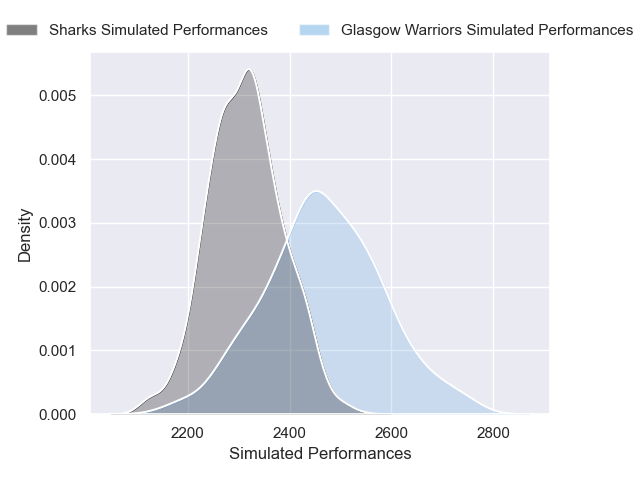 Sharks Simulated Performances Glasgow Warriors Simulated Performances
0.005
0.004
0.003
0.002
0.001
0.000
Density
2200 2400 2600 2800
Simulated Performances